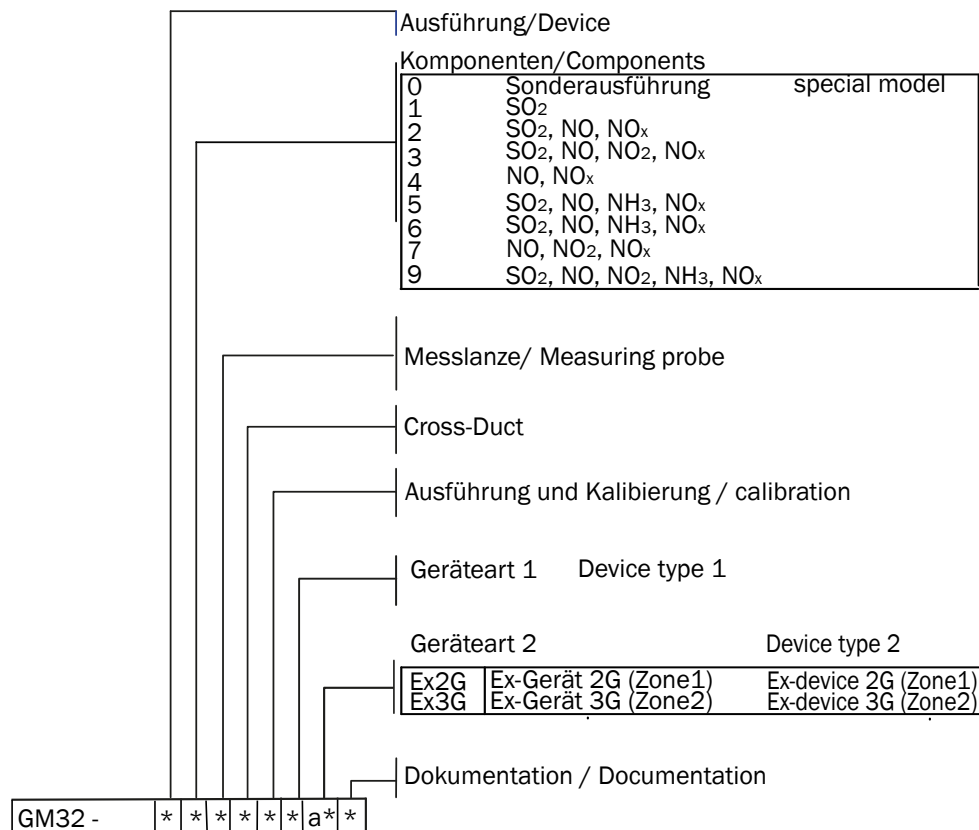 Ausführung/Device
Komponenten/Components
0 Sonderausführung special model
1 SO2
2 SO2, NO, NOx
3 SO2, NO, NO2, NOx
4 NO, NOx
5 SO2, NO, NH3, NOx
6 SO2, NO, NH3, NOx
7 NO, NO2, NOx
9 SO2, NO, NO2, NH3, NOx
Messlanze/ Measuring probe
Cross-Duct
Ausführung und Kalibierung / calibration
Geräteart 1 Device type 1
Geräteart 2 Device type 2
Ex2G Ex-Gerät 2G (Zone1) Ex-device 2G (Zone1)
Ex3G Ex-Gerät 3G (Zone2) Ex-device 3G (Zone2)
Dokumentation / Documentation
GM32 - * * * * * * a* *